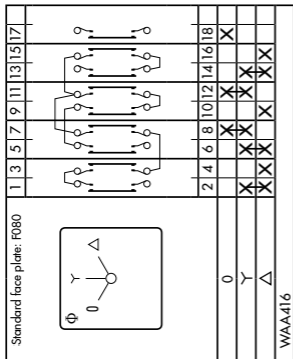 Standard face plate: F080
1 3 5 7 9 11 13 15 17
0 Y Δ
2 4 6 8 10 12 14 16 18
0 X X X
Y X X X X X
Δ X X X X X X
WAA416